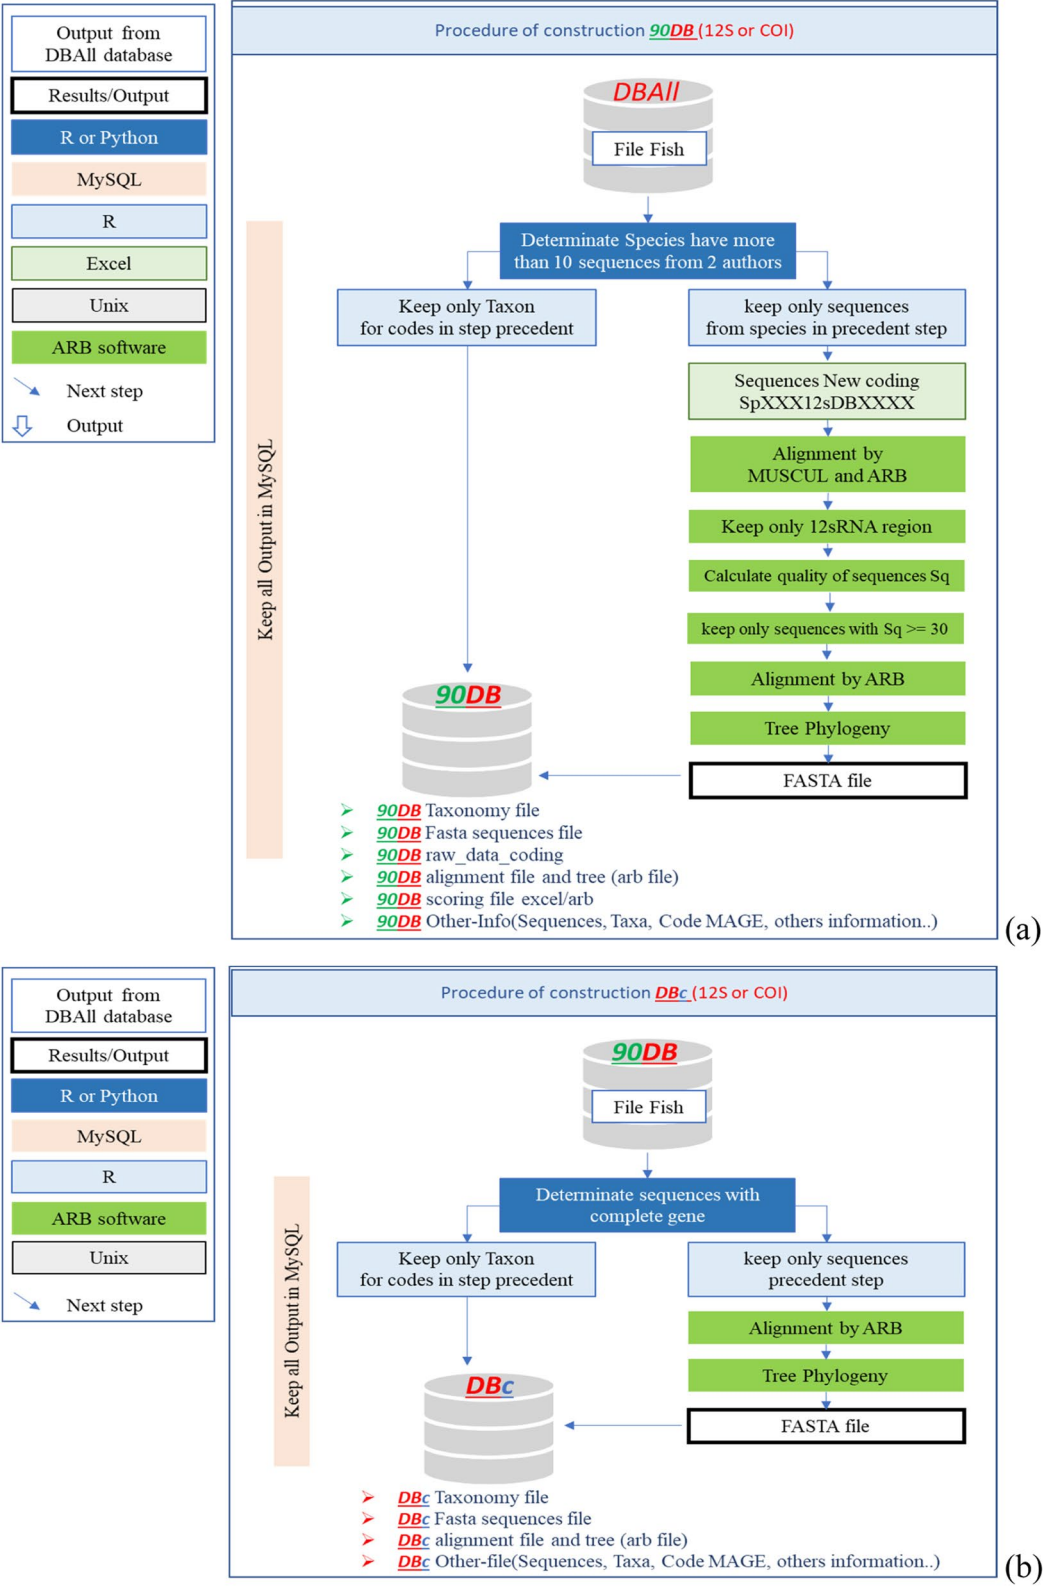 Output from
DBAll database
Results/Output
R or Python
MySQL
R
Excel
Unix
ARB software
Next step
Output
Procedure of construction 90DB (12S or COI)
DBAll
File Fish
Determinate Species have more
than 10 sequences from 2 authors
Keep only Taxon
for codes in step precedent
keep only sequences
from species in precedent step
Sequences New coding
SpXXX12sDBXXXX
Alignment by
MUSCUL and ARB
Keep only 12sRNA region
Calculate quality of sequences Sq
keep only sequences with Sq >= 30
Alignment by ARB
Tree Phylogeny
FASTA file
Keep all Output in MySQL
90DB
90DB Taxonomy file
90DB Fasta sequences file
90DB raw_data_coding
90DB alignment file and tree (arb file)
90DB scoring file excel/arb
90DB Other-Info(Sequences, Taxa, Code MAGE, others information..)
(a)
Output from
DBAll database
Results/Output
R or Python
MySQL
R
ARB software
Unix
Next step
Procedure of construction DBc (12S or COI)
90DB
File Fish
Determinate sequences with
complete gene
Keep only Taxon
for codes in step precedent
keep only sequences
precedent step
Alignment by ARB
Tree Phylogeny
FASTA file
Keep all Output in MySQL
DBc
DBc Taxonomy file
DBc Fasta sequences file
DBc alignment file and tree (arb file)
DBc Other-file(Sequences, Taxa, Code MAGE, others information..)
(b)